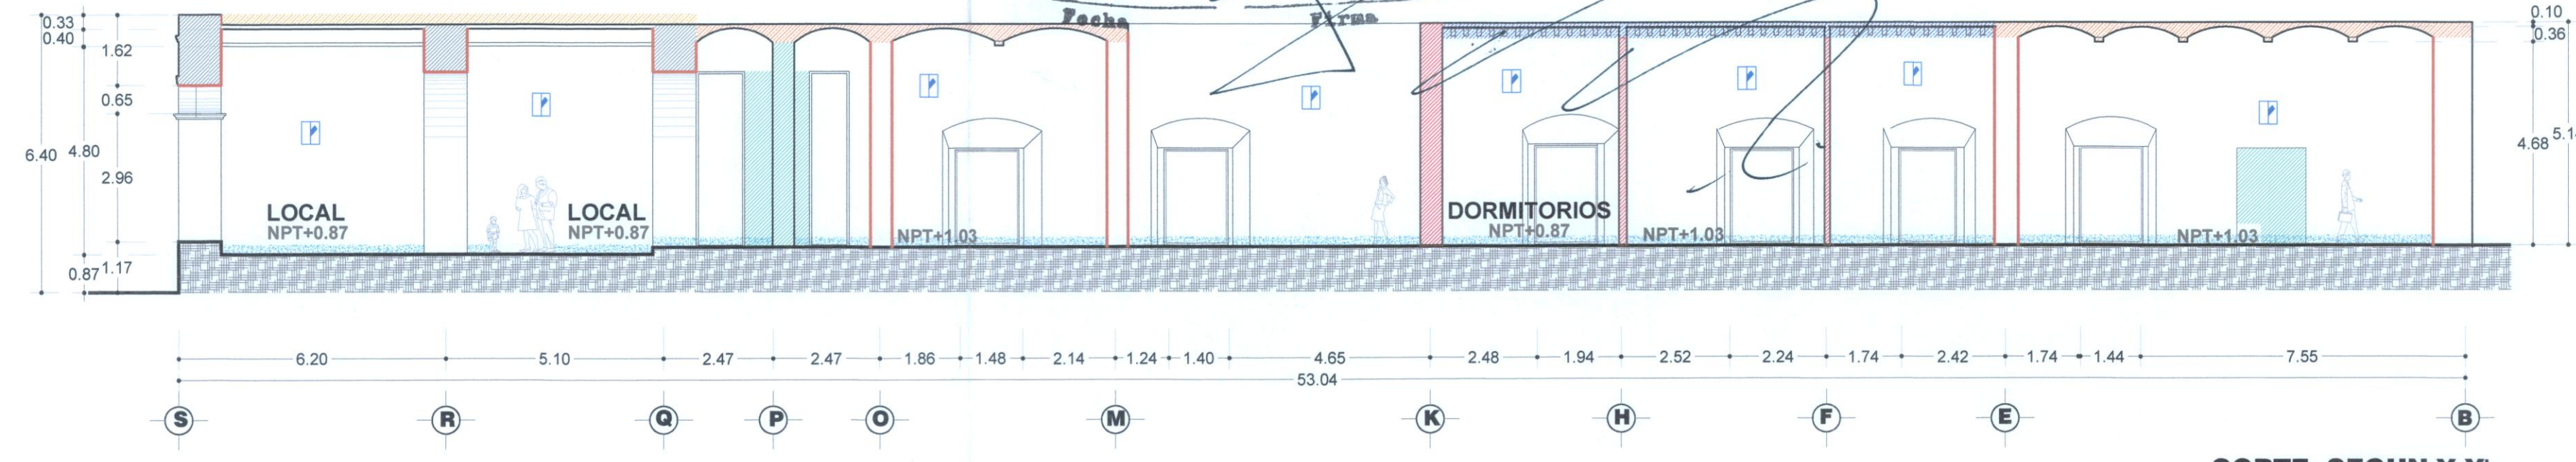 Fecha Firma
0.33
0.40
1.62
0.65
6.40 4.80
2.96
0.87 1.17
0.10
0.36
4.68
LOCAL
NPT+0.87
LOCAL
NPT+0.87
NPT+1.03
DORMITORIOS
NPT+0.87
NPT+1.03
NPT+1.03
6.20 5.10 2.47 2.47 1.86 1.48 2.14 1.24 1.40 4.65 2.48 1.94 2.52 2.24 1.74 2.42 1.74 1.44 7.55
53.04
S R Q P O M K H F E B